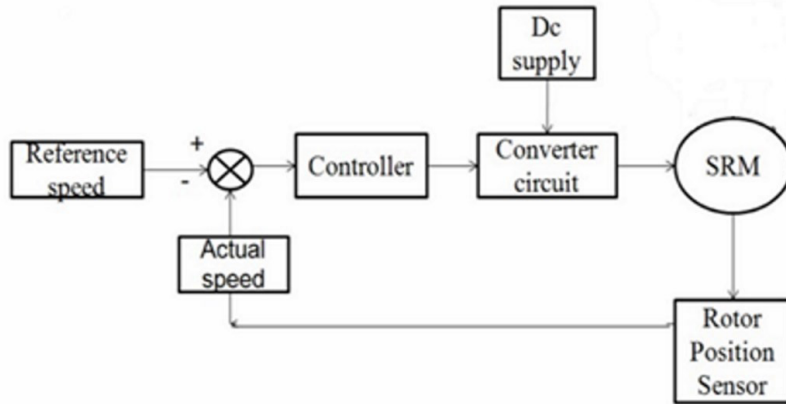 Dc
supply
+
-
Reference
speed
Controller
Converter
circuit
SRM
Actual
speed
Rotor
Position
Sensor